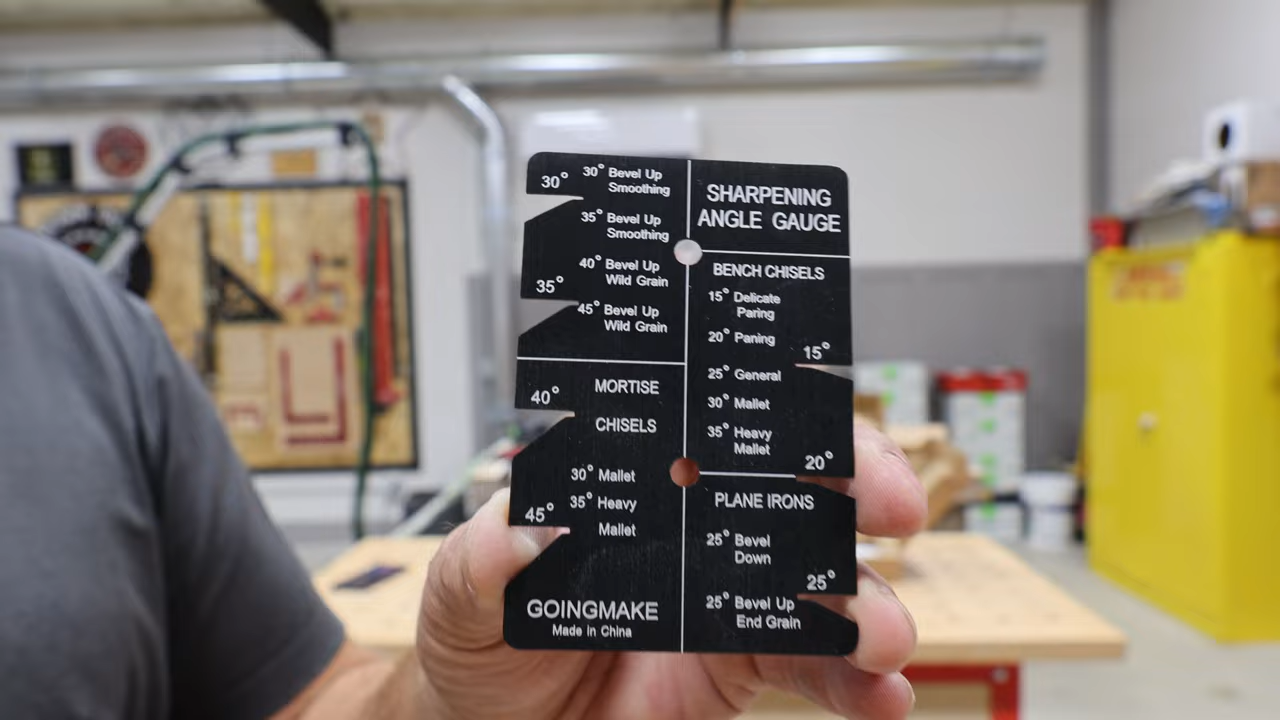 30°
30° Bevel Up
Smoothing
35° Bevel Up
Smoothing
40° Bevel Up
Wild Grain
35°
45° Bevel Up
Wild Grain
40°
MORTISE
CHISELS
30° Mallet
35° Heavy
Mallet
45°
GOINGMAKE
Made in China
SHARPENING
ANGLE GAUGE
BENCH CHISELS
15° Delicate
Paring
20° Paning
15°
25° General
30° Mallet
35° Heavy
Mallet
20°
PLANE IRONS
25° Bevel
Down
25°
25° Bevel Up
End Grain